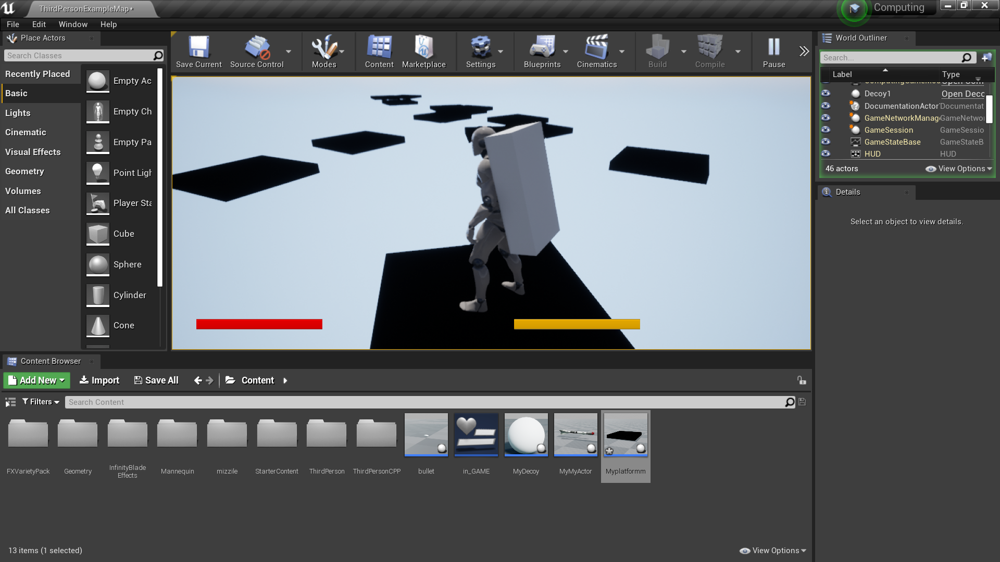 ThirdPersonExampleMap*
Computing
File Edit Window Help
Place Actors
Search Classes
Recently Placed
Basic
Lights
Cinematic
Visual Effects
Geometry
Volumes
All Classes
Empty Ac
Empty Ch
Empty Pa
Point Ligh
Player Sta
Cube
Sphere
Cylinder
Cone
Save Current
Source Control
Modes
Content
Marketplace
Settings
Blueprints
Cinematics
Build
Compile
Pause
World Outliner
Search...
Label Type
ComputingGameMo Open Com
Decoy1 Open Deco
DocumentationActor Documentat
GameNetworkManag GameNetwor
GameSession GameSessio
GameStateBase GameStateB
HUD HUD
46 actors
View Options
Details
Select an object to view details.
Content Browser
Add New Import Save All Content
Filters Search Content
FXVarietyPack
Geometry
InfinityBlade
Effects
Mannequin
mizzile
StarterContent
ThirdPerson
ThirdPersonCPP
bullet
in_GAME
MyDecoy
MyMyActor
Myplatformm
13 items (1 selected)
View Options